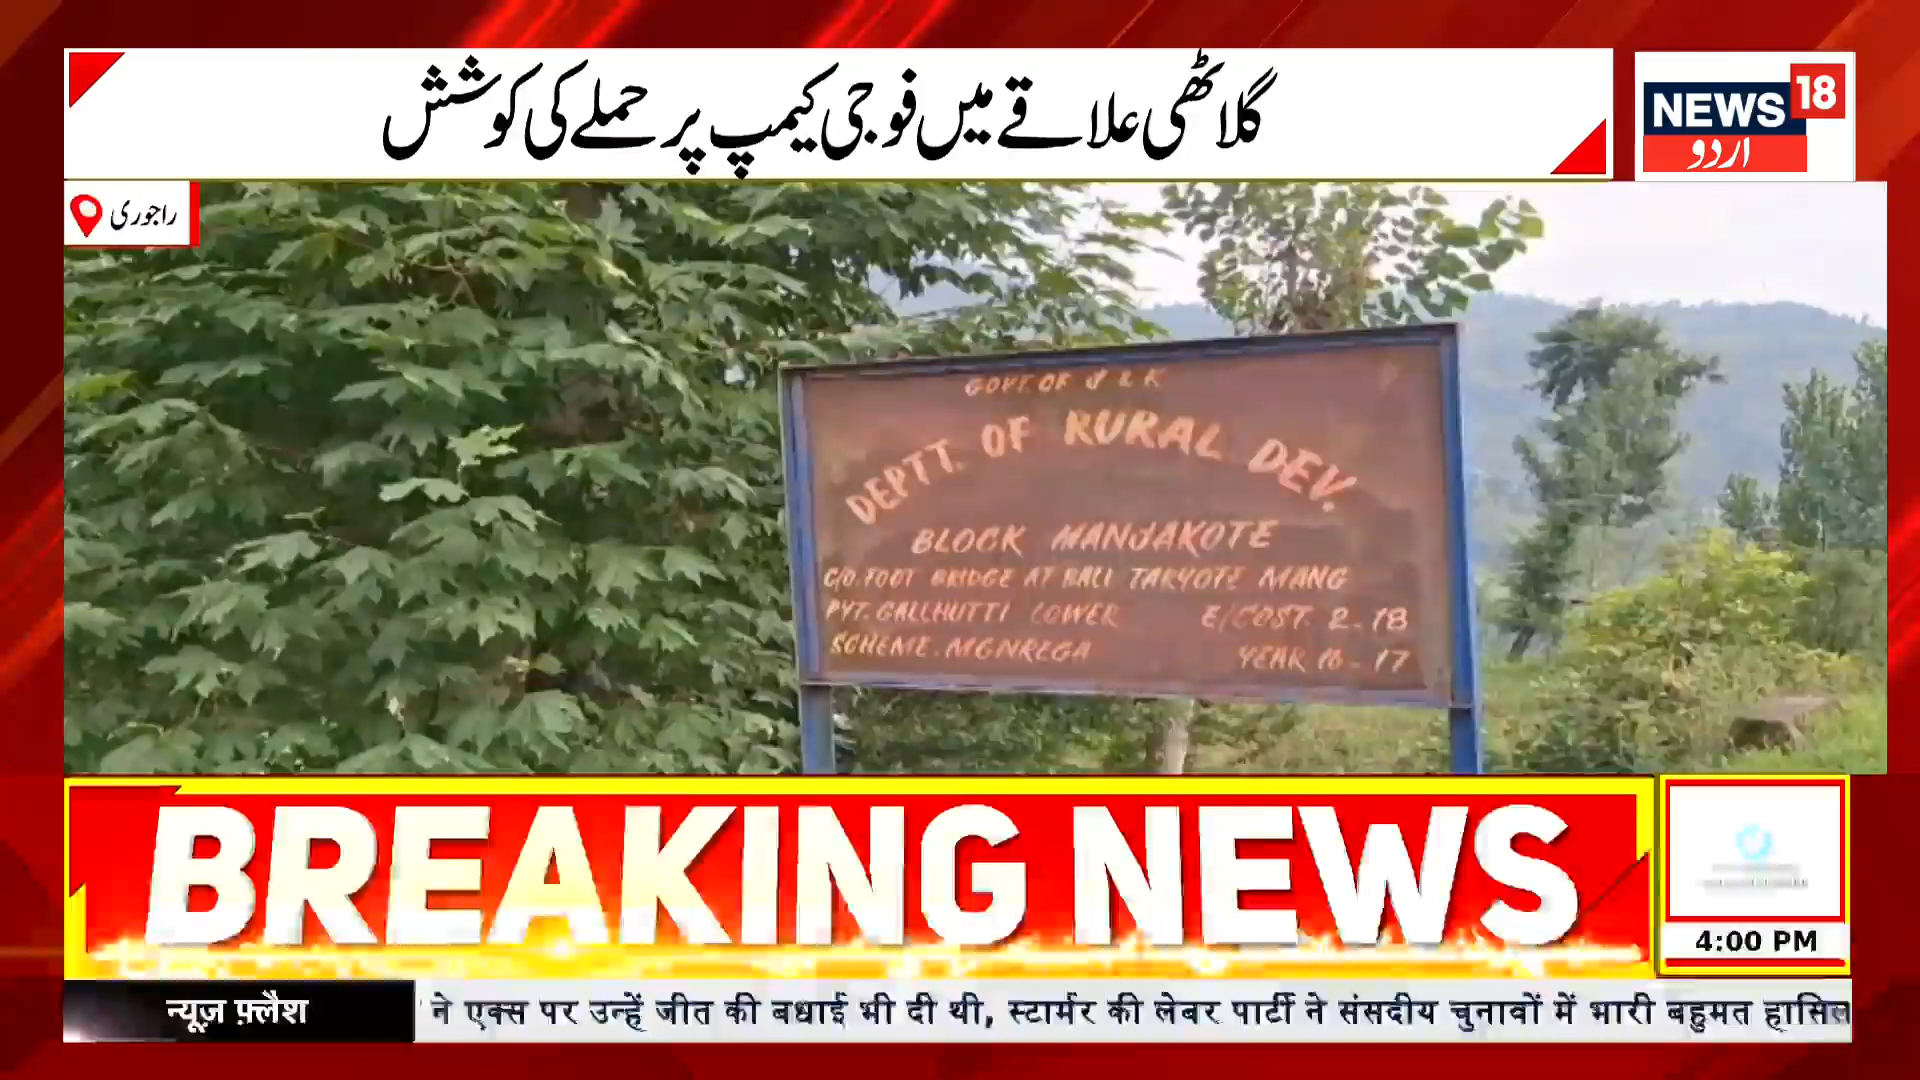 گلاٹھی علاقے میں فوجی کیمپ پر حملے کی کوشش
NEWS 18
اردو
راجوری
GOVT. OF J & K
DEPTT. OF RURAL DEV.
BLOCK MANJAKOTE
C/O. FOOT BRIDGE AT BALI TARYOTE MANG
PYT. GALLHUTTI LOWER E/COST. 2.18
SCHEME. MGNREGA YEAR 16-17
BREAKING NEWS
4:00 PM
न्यूज़ फ़्लैश
ने एक्स पर उन्हें जीत की बधाई भी दी थी, स्टार्मर की लेबर पार्टी ने संसदीय चुनावों में भारी बहुमत हासिल